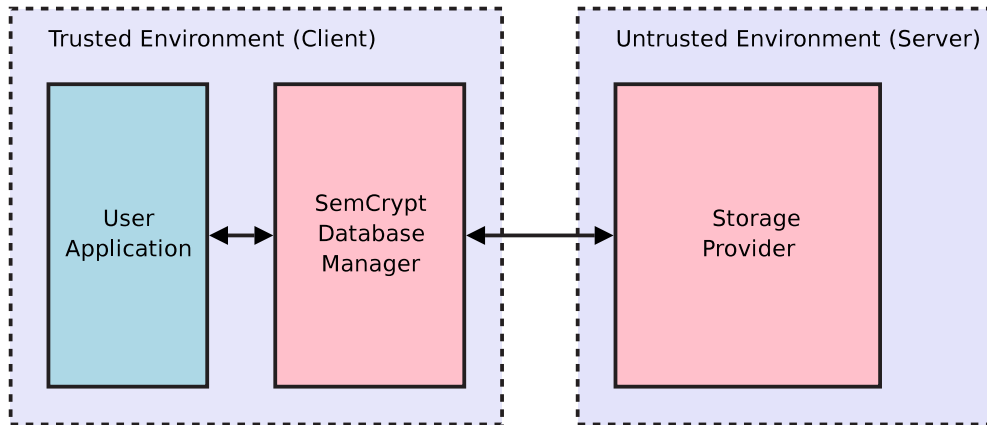 Trusted Environment (Client)
Untrusted Environment (Server)
User
Application
SemCrypt
Database
Manager
Storage
Provider